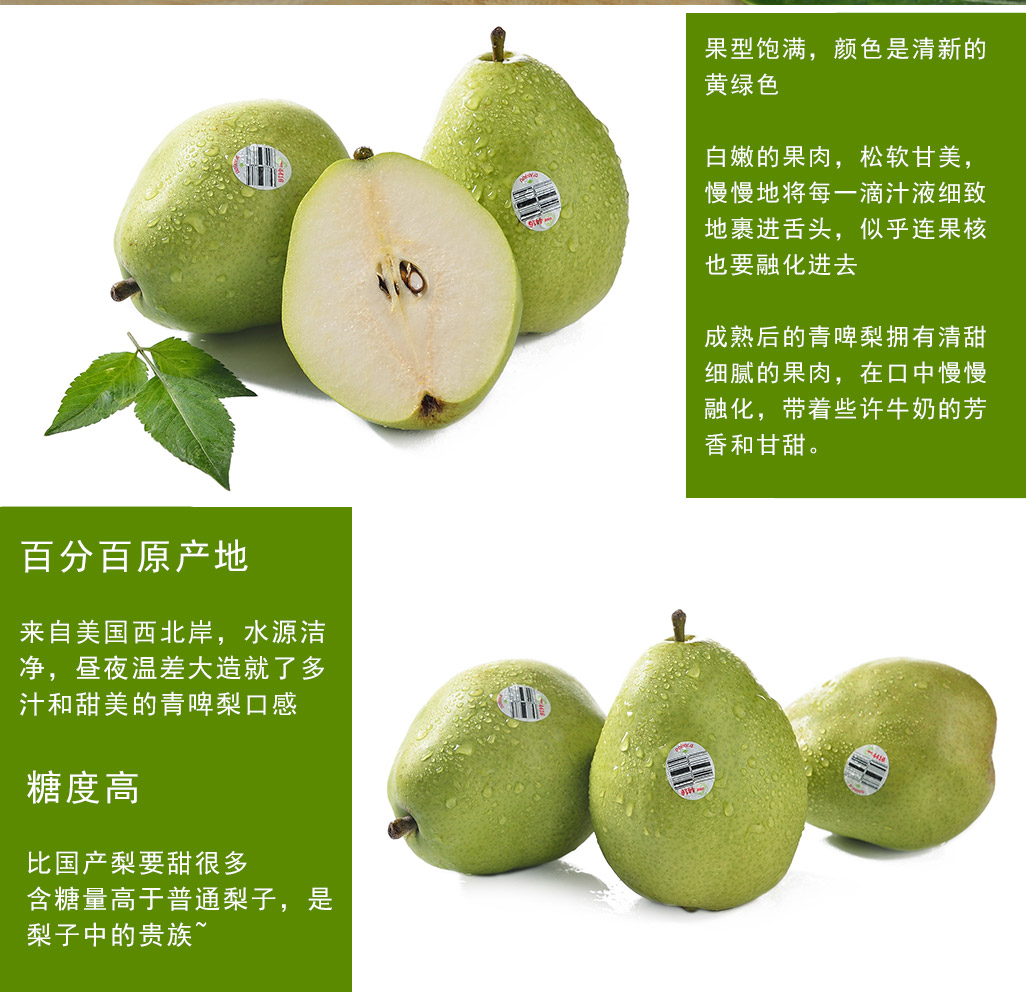 果型饱满，颜色是清新的
黄绿色
白嫩的果肉，松软甘美，
慢慢地将每一滴汁液细致
地裹进舌头，似乎连果核
也要融化进去
成熟后的青啤梨拥有清甜
细腻的果肉，在口中慢慢
融化，带着些许牛奶的芳
香和甘甜。
百分百原产地
来自美国西北岸，水源洁
净，昼夜温差大造就了多
汁和甜美的青啤梨口感
糖度高
比国产梨要甜很多
含糖量高于普通梨子，是
梨子中的贵族~
4416
4416
4416
4416